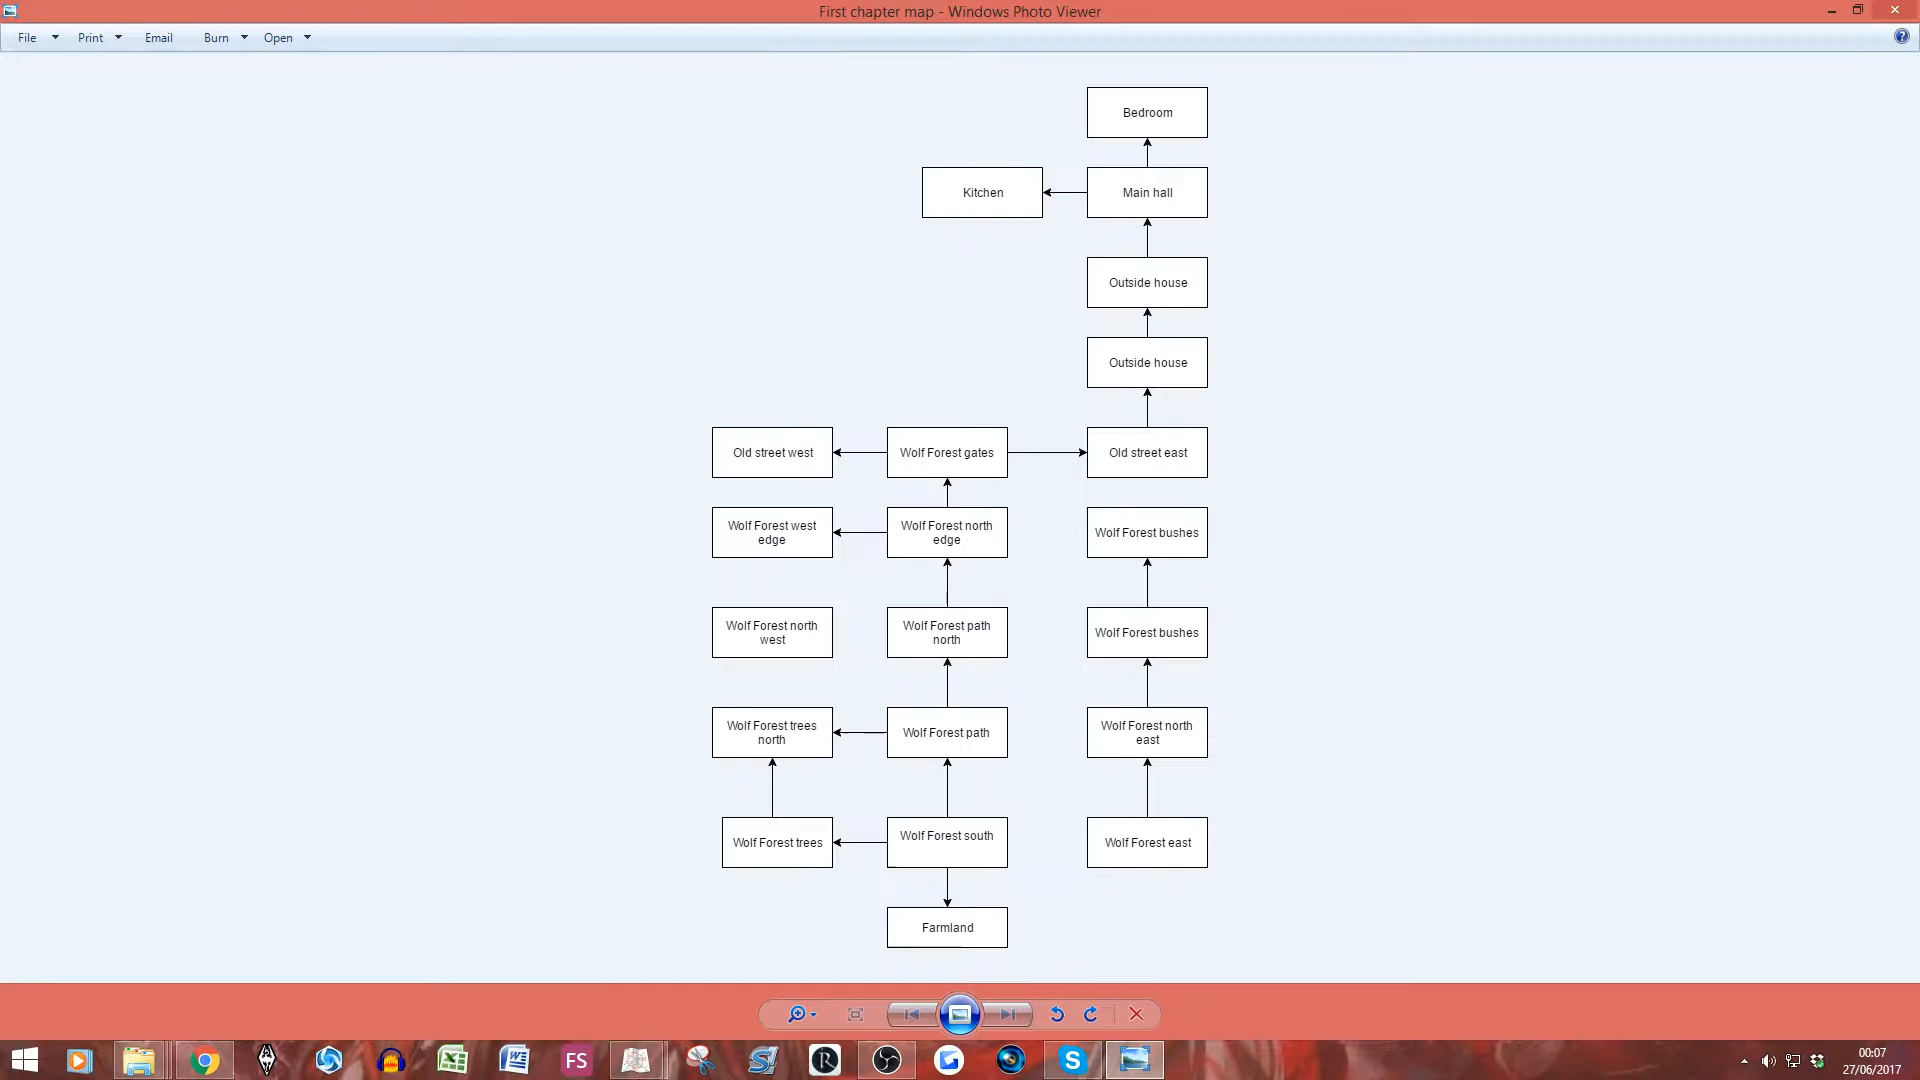 First chapter map - Windows Photo Viewer
File Print Email Burn Open
Bedroom
Kitchen
Main hall
Outside house
Outside house
Old street west
Wolf Forest gates
Old street east
Wolf Forest west
edge
Wolf Forest north
edge
Wolf Forest bushes
Wolf Forest north
west
Wolf Forest path
north
Wolf Forest bushes
Wolf Forest trees
north
Wolf Forest path
Wolf Forest north
east
Wolf Forest trees
Wolf Forest south
Wolf Forest east
Farmland
FS
R
00:07
27/06/2017